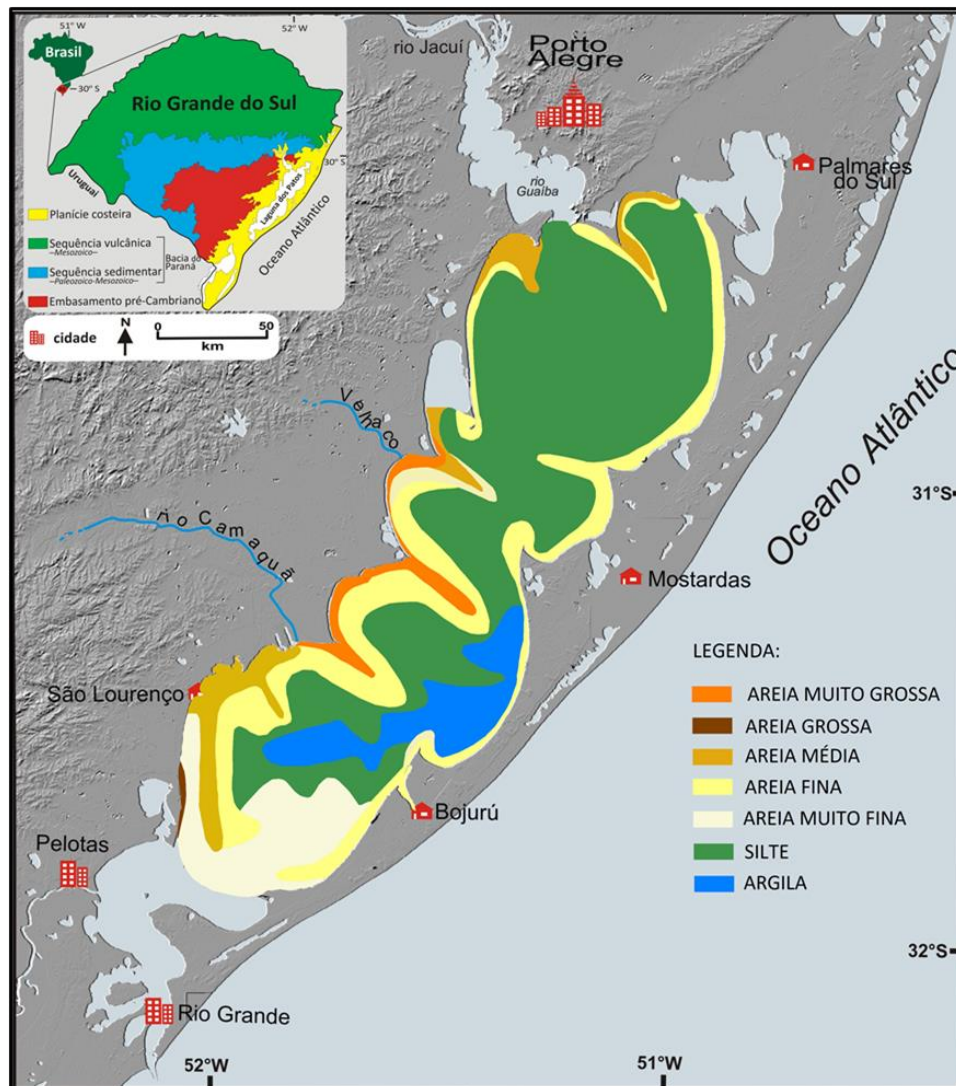 51°W
52°W
Brasil
30° S
Rio Grande do Sul
30° S
Uruguai
Laguna dos Patos
Oceano Atlântico
Planície costeira
Sequência vulcânica
--Mesozoico--
Sequência sedimentar
--Paleozoico-Mesozoico--
Bacia do
Paraná
Embasamento pré-Cambriano
cidade
N
0
50
km
rio Jacuí
Porto
Alegre
rio
Guaíba
Palmares
do Sul
Velhaco
rio Camaquã
Oceano Atlântico
31°S
Mostardas
São Lourenço
Bojurú
Pelotas
Rio Grande
LEGENDA:
AREIA MUITO GROSSA
AREIA GROSSA
AREIA MÉDIA
AREIA FINA
AREIA MUITO FINA
SILTE
ARGILA
32°S
52°W
51°W